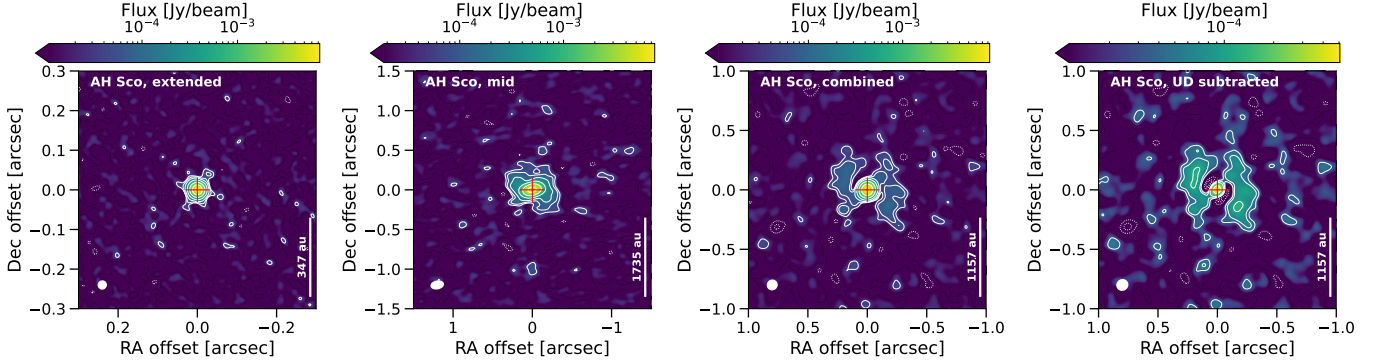 Flux [Jy/beam]
10⁻⁴ 10⁻³
AH Sco, extended
0.3
0.2
0.1
0.0
−0.1
−0.2
−0.3
Dec offset [arcsec]
347 au
0.2 0.0 −0.2
RA offset [arcsec]
Flux [Jy/beam]
10⁻⁴ 10⁻³
AH Sco, mid
1.5
1.0
0.5
0.0
−0.5
−1.0
−1.5
Dec offset [arcsec]
1735 au
1 0 −1
RA offset [arcsec]
Flux [Jy/beam]
10⁻⁴ 10⁻³
AH Sco, combined
1.0
0.5
0.0
−0.5
−1.0
Dec offset [arcsec]
1157 au
1.0 0.5 0.0 −0.5 −1.0
RA offset [arcsec]
Flux [Jy/beam]
10⁻⁴
AH Sco, UD subtracted
1.0
0.5
0.0
−0.5
−1.0
Dec offset [arcsec]
1157 au
1.0 0.5 0.0 −0.5 −1.0
RA offset [arcsec]